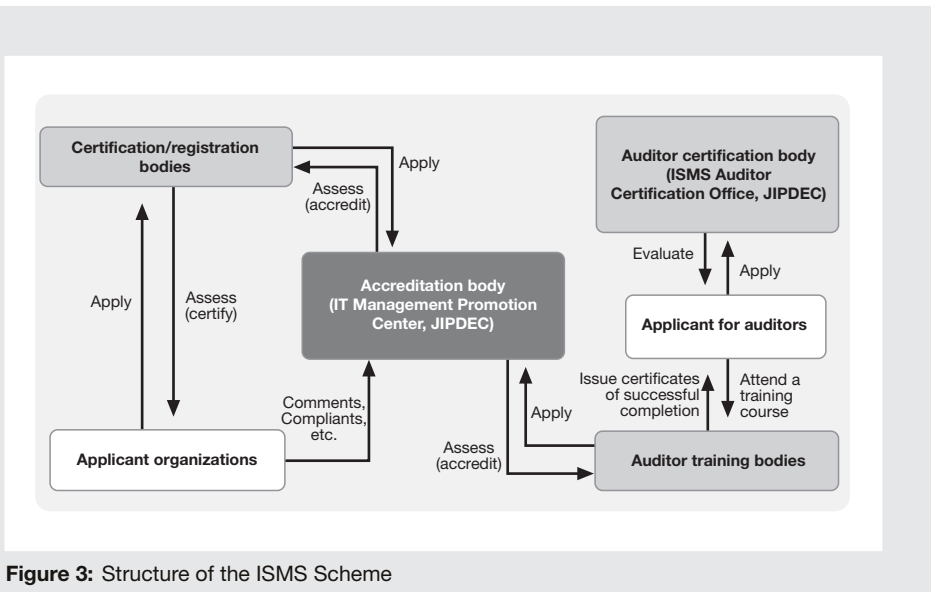 Certification/registration
bodies
Apply
Assess
(accredit)
Auditor certification body
(ISMS Auditor
Certification Office, JIPDEC)
Evaluate
Apply
Accreditation body
(IT Management Promotion
Center, JIPDEC)
Applicant for auditors
Apply
Assess
(certify)
Issue certificates
of successful
completion
Attend a
training
course
Comments,
Compliants,
etc.
Apply
Assess
(accredit)
Applicant organizations
Auditor training bodies
Figure 3: Structure of the ISMS Scheme